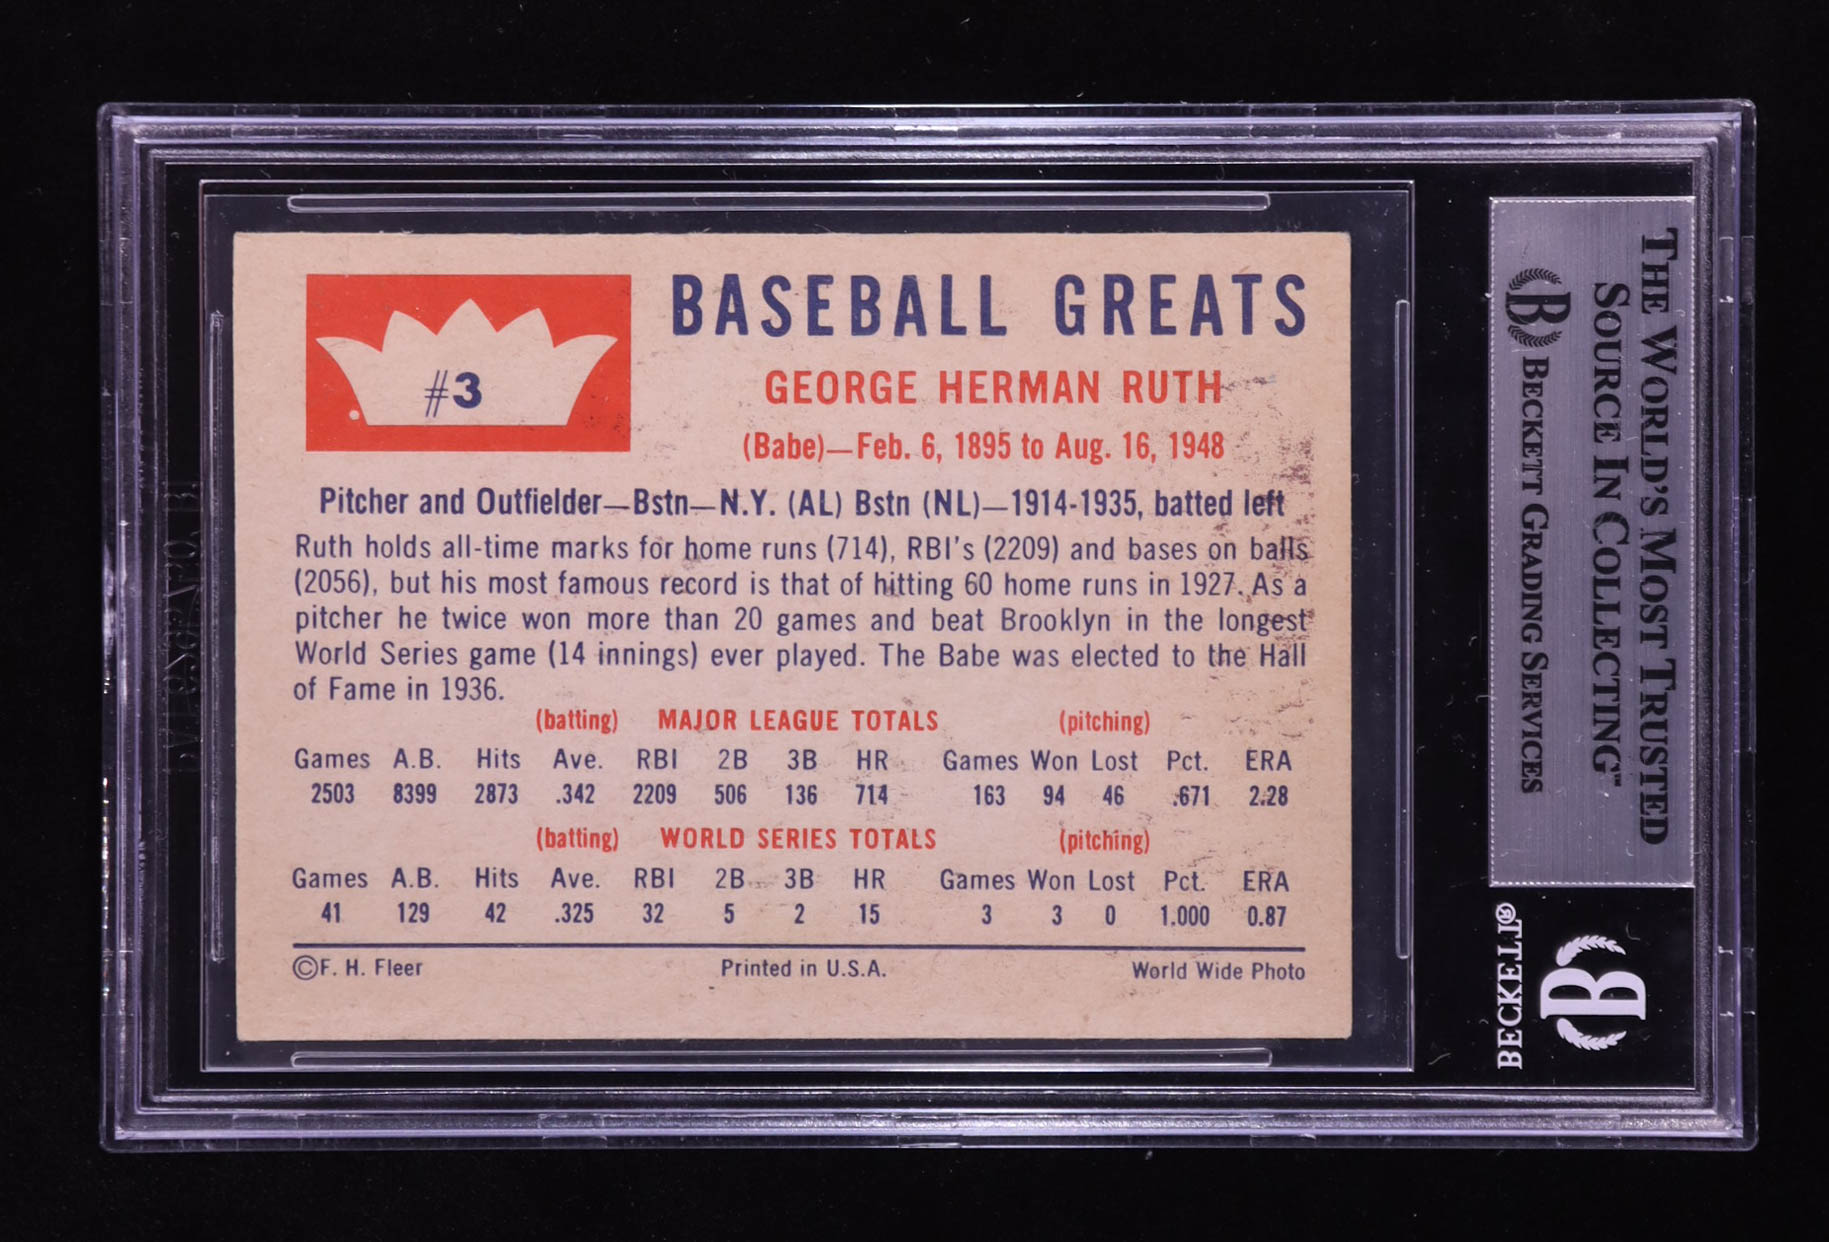 #3
BASEBALL GREATS
GEORGE HERMAN RUTH
(Babe)—Feb. 6, 1895 to Aug. 16, 1948
Pitcher and Outfielder—Bstn—N.Y. (AL) Bstn (NL)—1914-1935, batted left
Ruth holds all-time marks for home runs (714), RBI's (2209) and bases on balls
(2056), but his most famous record is that of hitting 60 home runs in 1927. As a
pitcher he twice won more than 20 games and beat Brooklyn in the longest
World Series game (14 innings) ever played. The Babe was elected to the Hall
of Fame in 1936.
(batting) MAJOR LEAGUE TOTALS (pitching)
Games A.B. Hits Ave. RBI 2B 3B HR Games Won Lost Pct. ERA
2503 8399 2873 .342 2209 506 136 714 163 94 46 .671 2.28
(batting) WORLD SERIES TOTALS (pitching)
Games A.B. Hits Ave. RBI 2B 3B HR Games Won Lost Pct. ERA
41 129 42 .325 32 5 2 15 3 3 0 1.000 0.87
©F. H. Fleer Printed in U.S.A. World Wide Photo
THE WORLD'S MOST TRUSTED
SOURCE IN COLLECTING™
B BECKETT GRADING SERVICES
B
BECKETT®